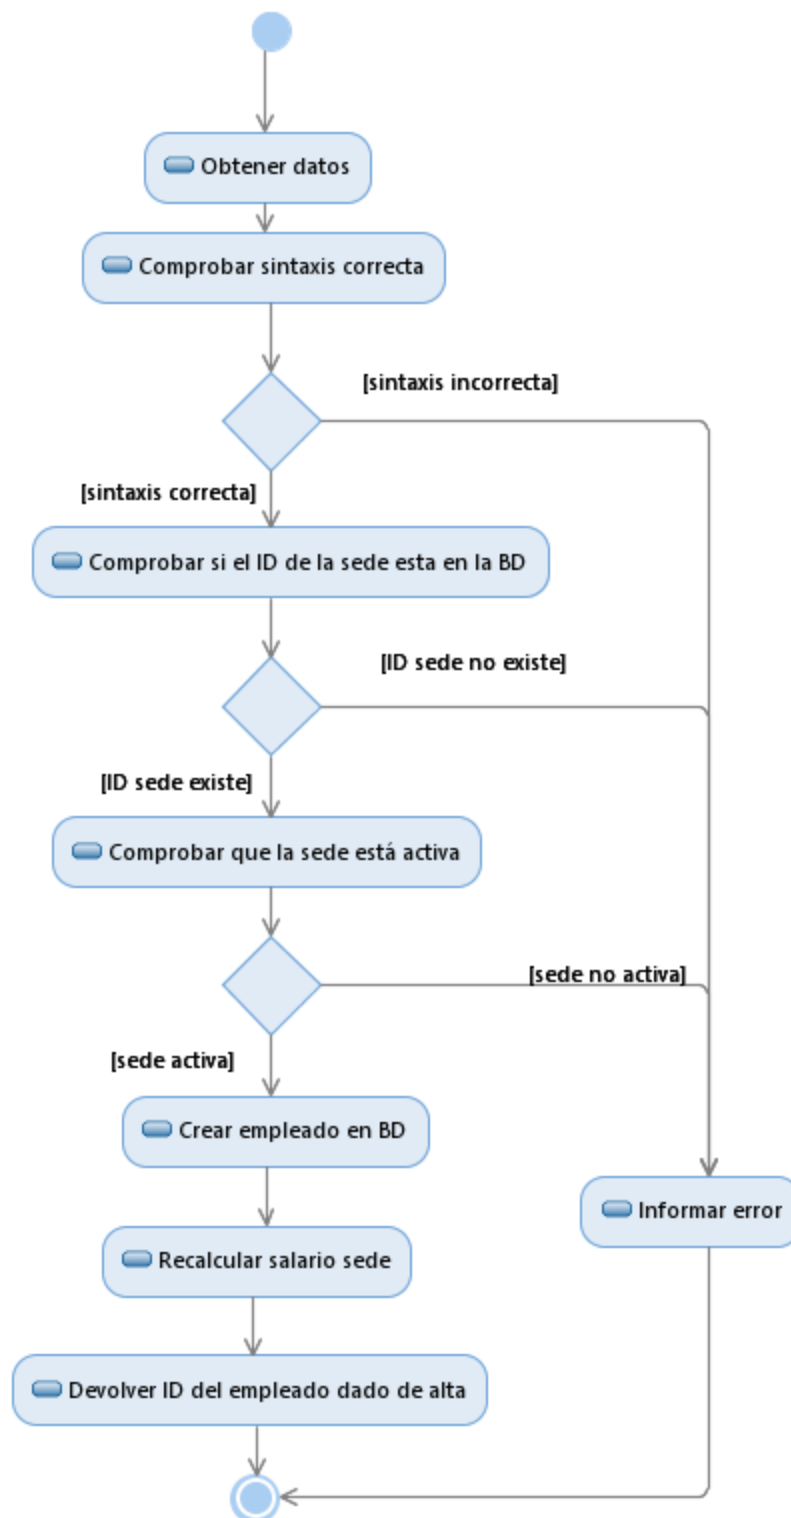 Obtener datos
Comprobar sintaxis correcta
[sintaxis incorrecta]
[sintaxis correcta]
Comprobar si el ID de la sede esta en la BD
[ID sede no existe]
[ID sede existe]
Comprobar que la sede está activa
[sede no activa]
[sede activa]
Crear empleado en BD
Informar error
Recalcular salario sede
Devolver ID del empleado dado de alta